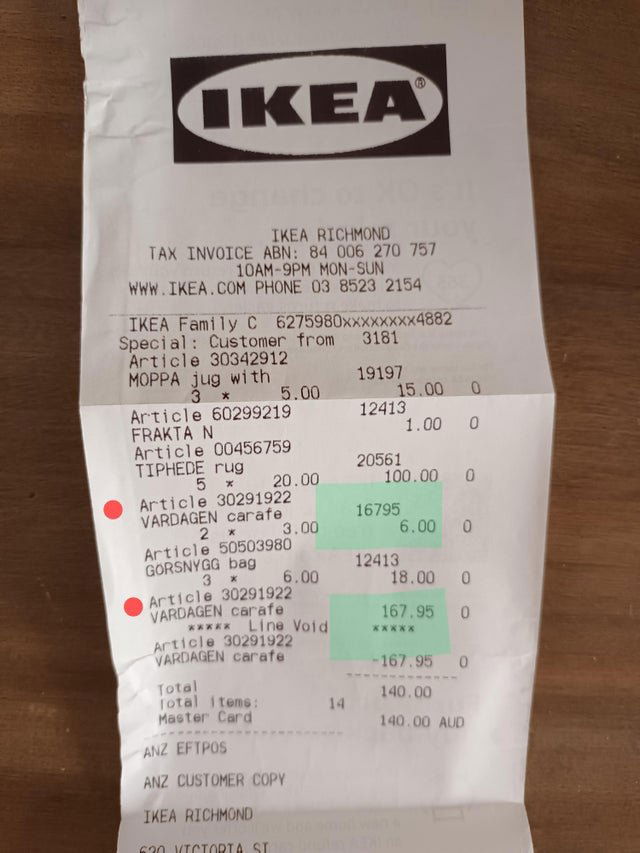 IKEA®
IKEA RICHMOND
TAX INVOICE ABN: 84 006 270 757
10AM-9PM MON-SUN
WWW.IKEA.COM PHONE 03 8523 2154
IKEA Family C 6275980xxxxxxxx4882
Special: Customer from 3181
Article 30342912
MOPPA jug with 19197
3 * 5.00 15.00 0
Article 60299219 12413
FRAKTA N 1.00 0
Article 00456759
TIPHEDE rug 20561
5 * 20.00 100.00 0
Article 30291922
VARDAGEN carafe 16795
2 * 3.00 6.00 0
Article 50503980
GORSNYGG bag 12413
3 * 6.00 18.00 0
Article 30291922
VARDAGEN carafe 167.95 0
***** Line Void *****
Article 30291922
VARDAGEN carafe -167.95 0
Total 140.00
Total items: 14
Master Card 140.00 AUD
ANZ EFTPOS
ANZ CUSTOMER COPY
IKEA RICHMOND
620 VICTORIA ST